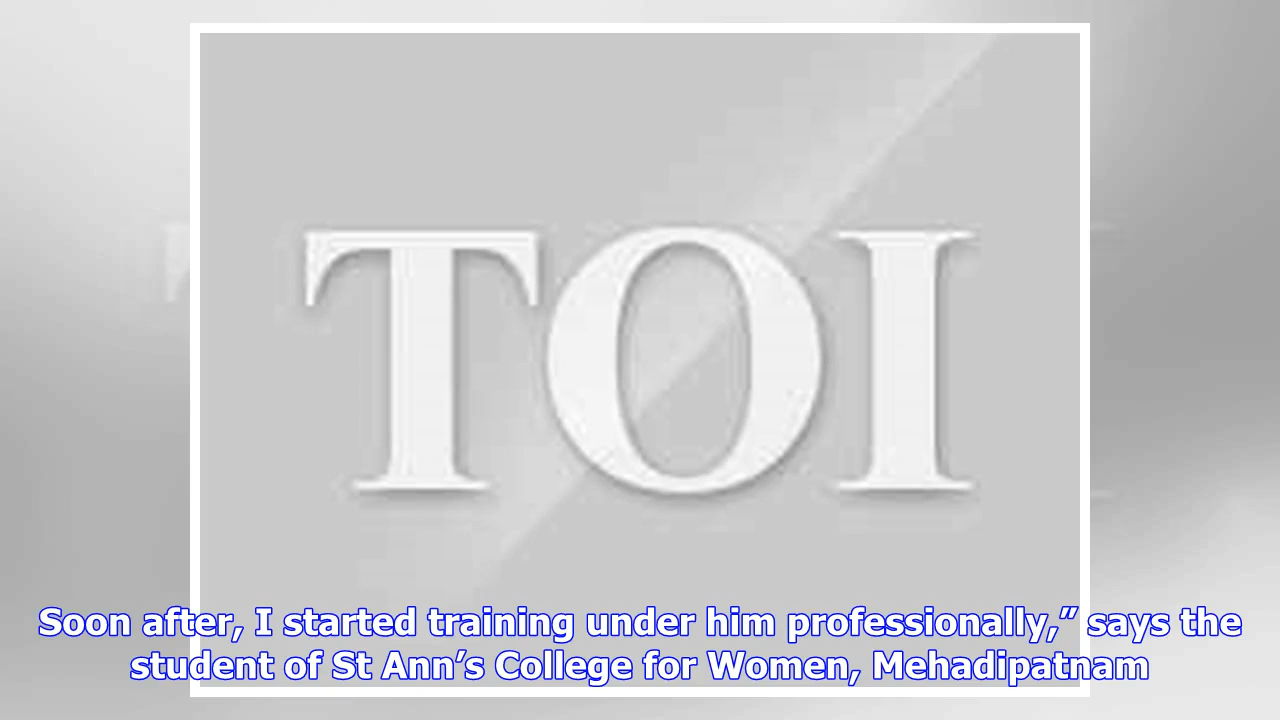 TOI
Soon after, I started training under him professionally,” says the
student of St Ann’s College for Women, Mehadipatnam